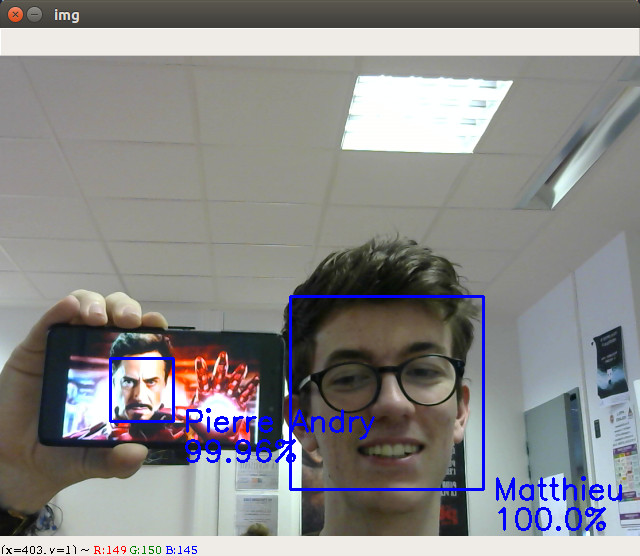 img
Pierre Andry
99.96%
Matthieu
100.0%
(x=403, y=1) ~ R:149 G:150 B:145